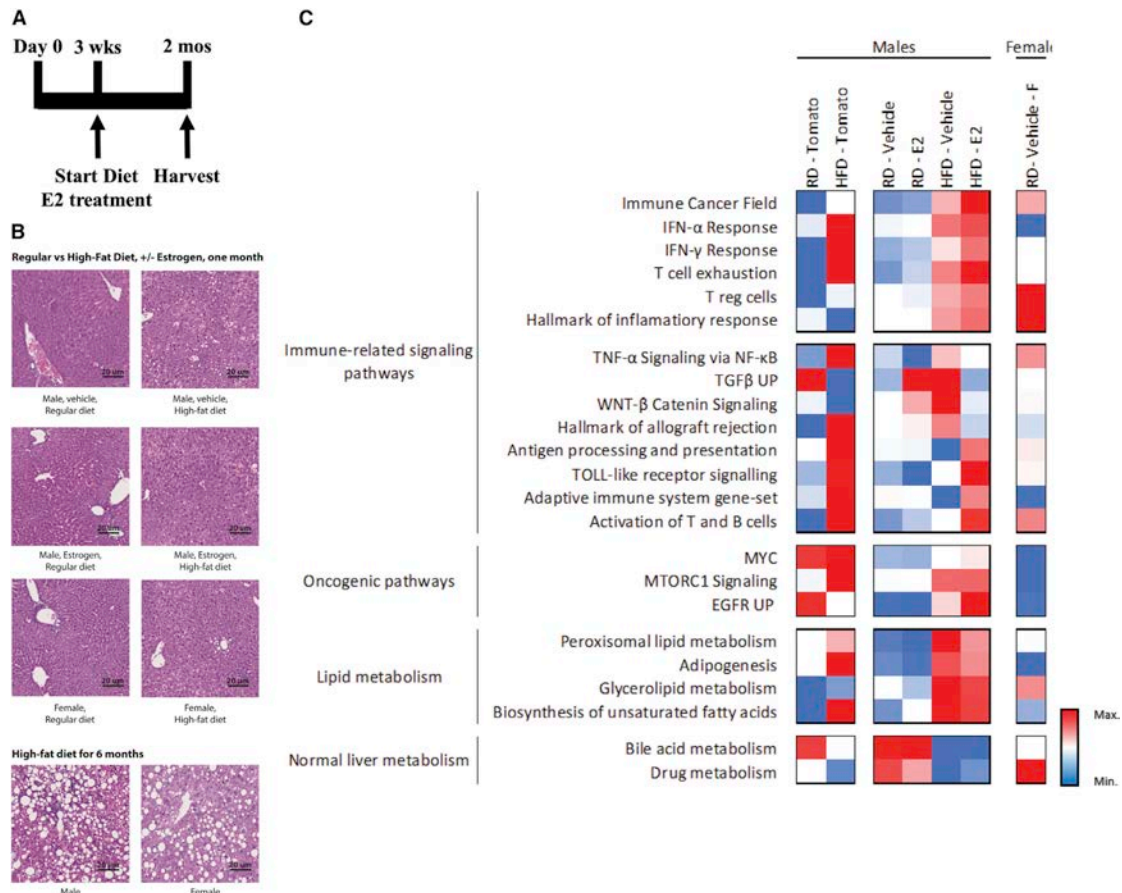 A
Day 0 3 wks 2 mos
Start Diet
E2 treatment
Harvest
B
Regular vs High-Fat Diet, +/- Estrogen, one month
20 um
20 um
Male, vehicle,
Regular diet
Male, vehicle,
High-fat diet
20 um
20 um
Male, Estrogen,
Regular diet
Male, Estrogen,
High-fat diet
20 um
20 um
Female,
Regular diet
Female,
High-fat diet
High-fat diet for 6 months
20 um
20 um
Male
Female
C
Males
Female
RD - Tomato
HFD - Tomato
RD - Vehicle
RD - E2
HFD - Vehicle
HFD - E2
RD- Vehicle - F
Immune-related signaling
pathways
Immune Cancer Field
IFN-α Response
IFN-γ Response
T cell exhaustion
T reg cells
Hallmark of inflamatiory response
TNF-α Signaling via NF-κB
TGFβ UP
WNT-β Catenin Signaling
Hallmark of allograft rejection
Antigen processing and presentation
TOLL-like receptor signalling
Adaptive immune system gene-set
Activation of T and B cells
Oncogenic pathways
MYC
MTORC1 Signaling
EGFR UP
Lipid metabolism
Peroxisomal lipid metabolism
Adipogenesis
Glycerolipid metabolism
Biosynthesis of unsaturated fatty acids
Normal liver metabolism
Bile acid metabolism
Drug metabolism
Max.
Min.